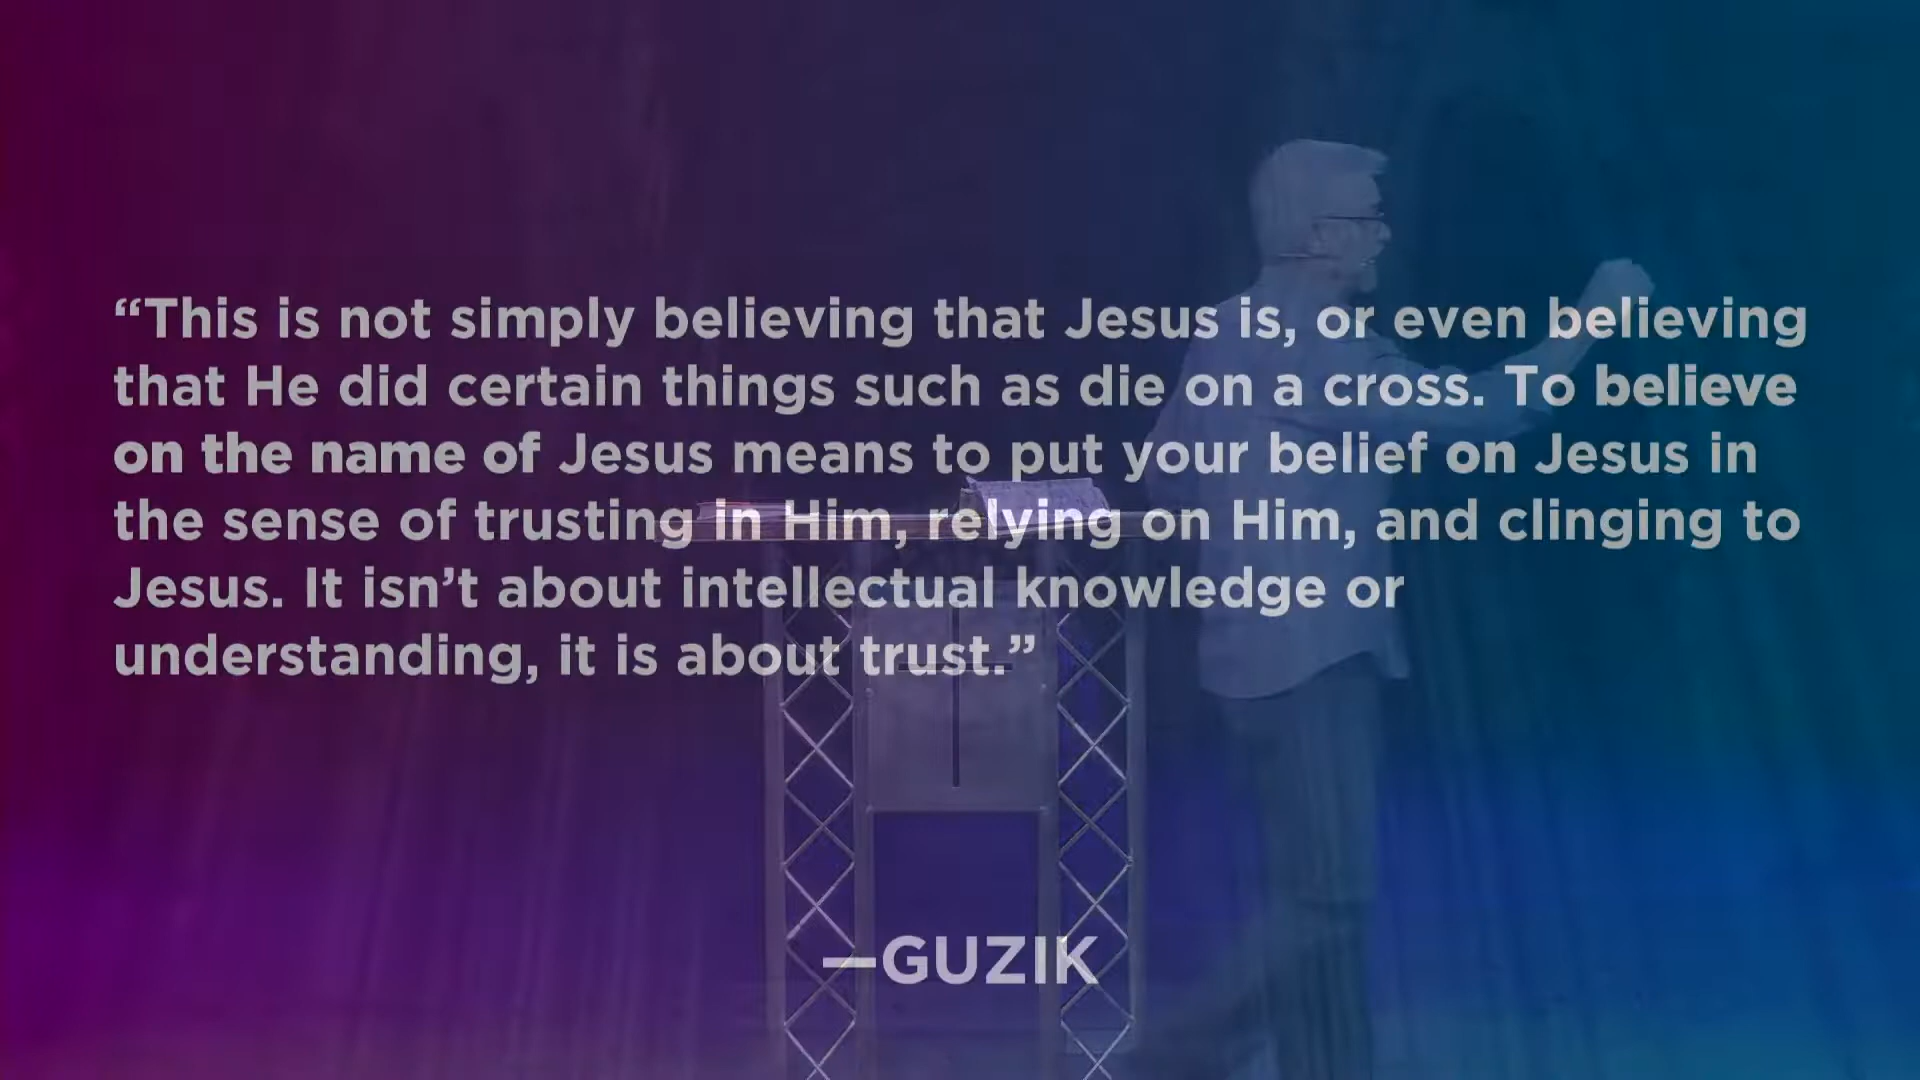 “This is not simply believing that Jesus is, or even believing
that He did certain things such as die on a cross. To believe
on the name of Jesus means to put your belief on Jesus in
the sense of trusting in Him, relying on Him, and clinging to
Jesus. It isn’t about intellectual knowledge or
understanding, it is about trust.”
—GUZIK